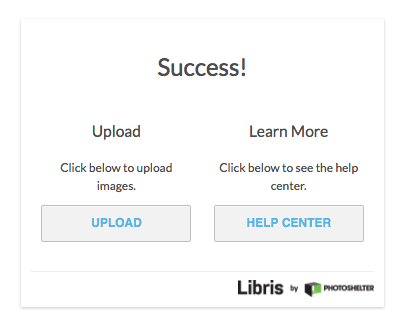 Success!
Upload
Click below to upload
images.
UPLOAD
Learn More
Click below to see the help
center.
HELP CENTER
Libris by PHOTOSHELTER